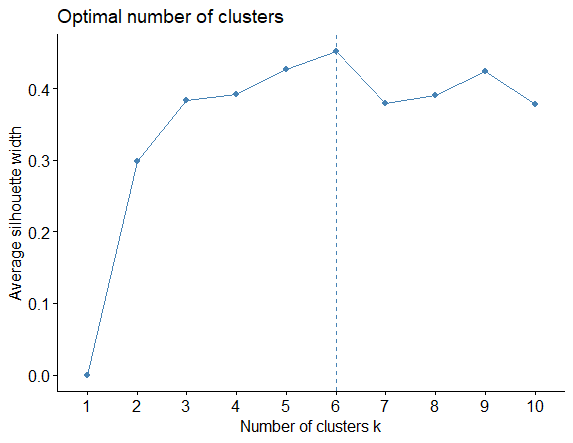 Optimal number of clusters
Average silhouette width
0.4
0.3
0.2
0.1
0.0
1 2 3 4 5 6 7 8 9 10
Number of clusters k